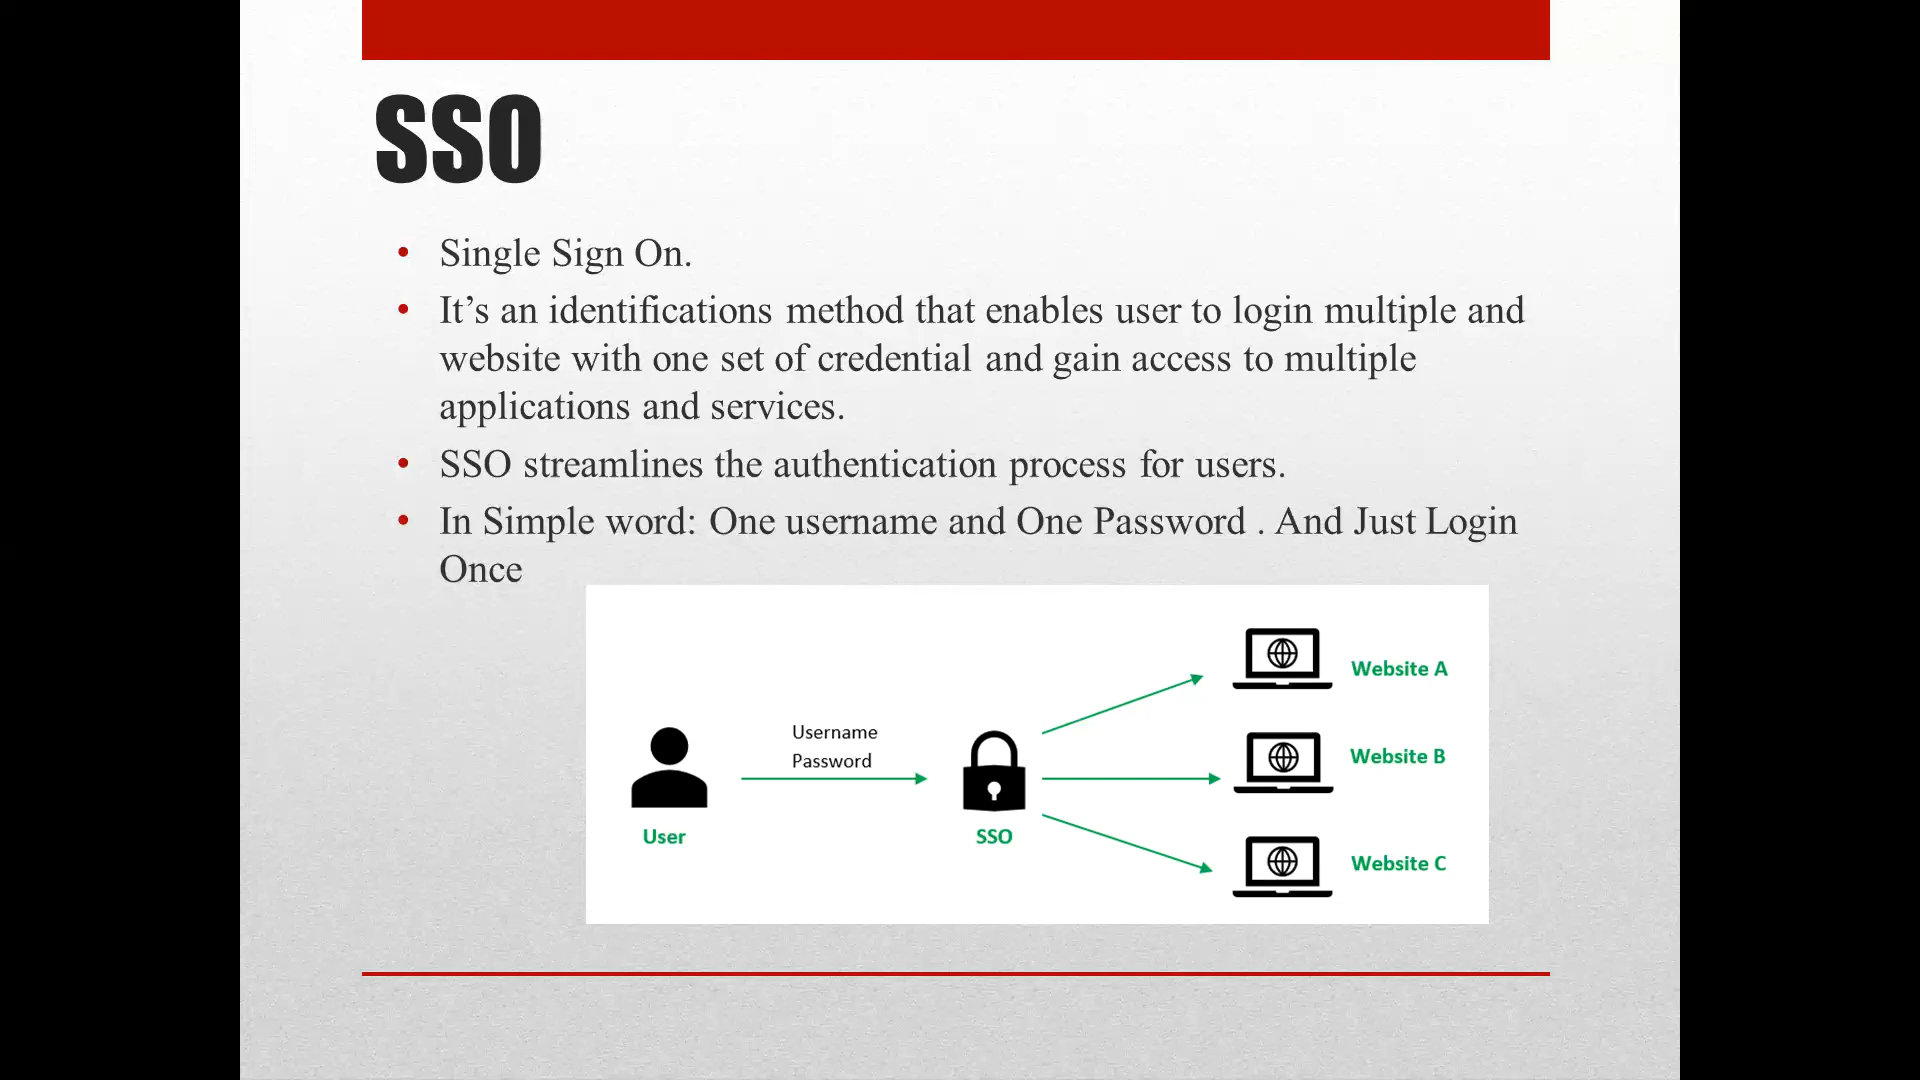 SSO
• Single Sign On.
• It’s an identifications method that enables user to login multiple and
website with one set of credential and gain access to multiple
applications and services.
• SSO streamlines the authentication process for users.
• In Simple word: One username and One Password . And Just Login
Once
Username
Password
User
SSO
Website A
Website B
Website C